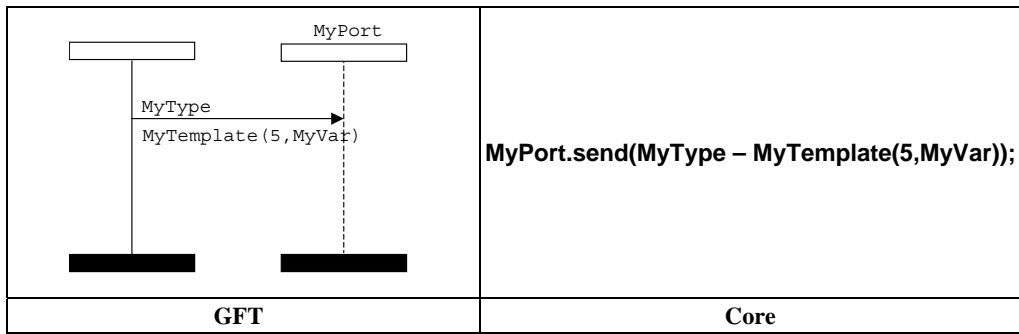 MyPort
MyType
MyTemplate(5,MyVar)
MyPort.send(MyType – MyTemplate(5,MyVar));
GFT
Core